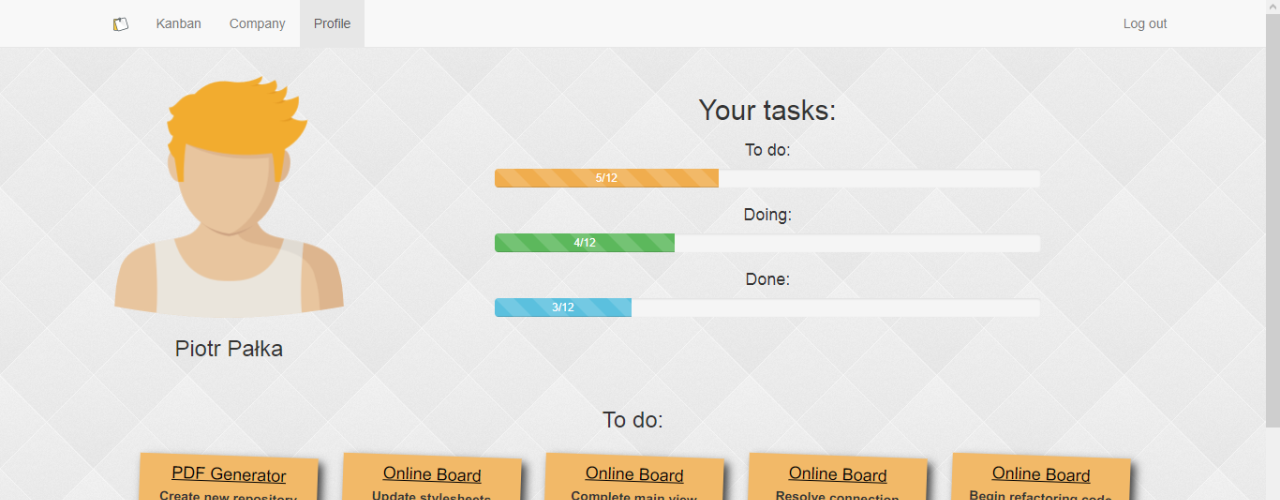 Kanban Company Profile Log out
Your tasks:
To do:
5/12
Doing:
4/12
Done:
3/12
Piotr Pałka
To do:
PDF Generator Online Board Online Board Online Board Online Board
Create new repository Update stylesheets Complete main view Resolve connection Begin refactoring code